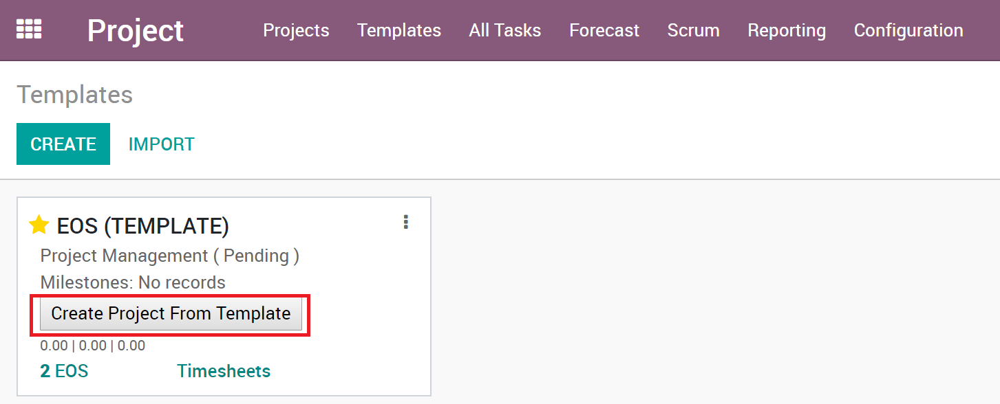 Project Projects Templates All Tasks Forecast Scrum Reporting Configuration
Templates
CREATE IMPORT
EOS (TEMPLATE)
Project Management ( Pending )
Milestones: No records
Create Project From Template
0.00 | 0.00 | 0.00
2 EOS Timesheets